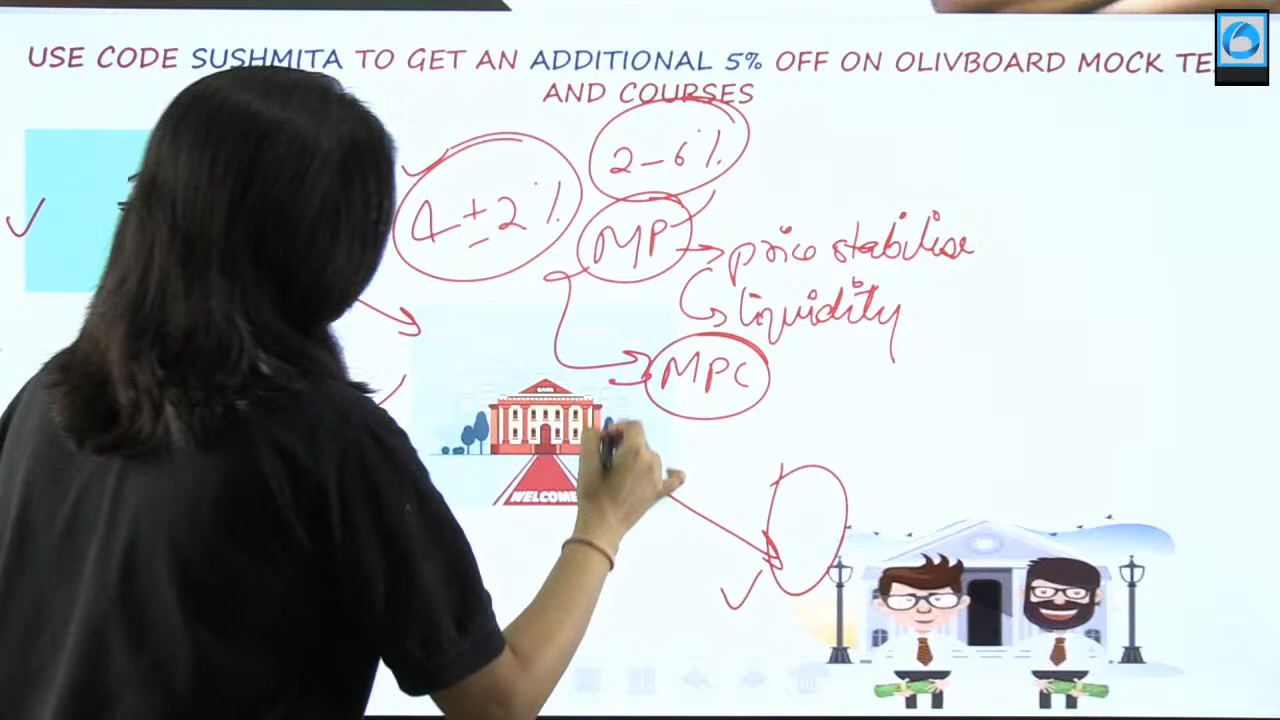 USE CODE SUSHMITA TO GET AN ADDITIONAL 5% OFF ON OLIVBOARD MOCK
AND COURSES
2-6%
4±2%
MP → price stabilise
liquidity
MPC
BANK
WELCOME